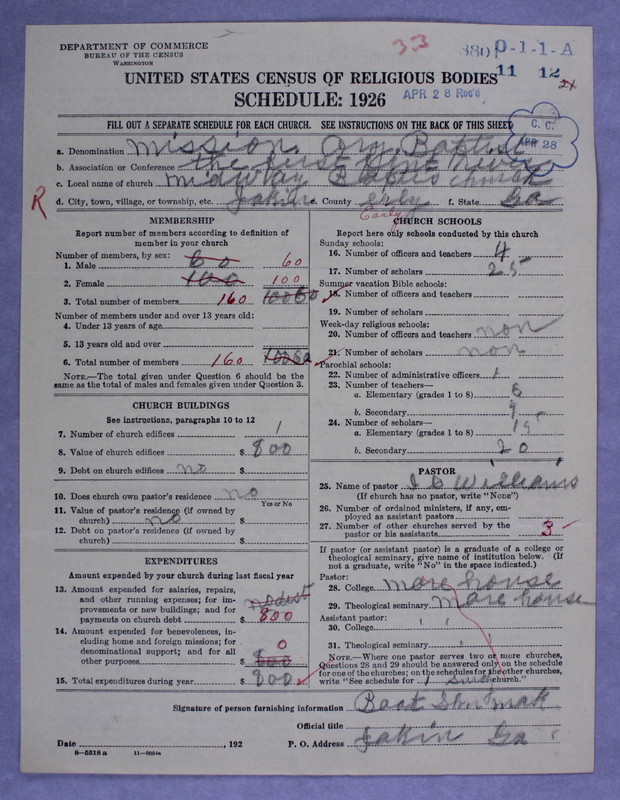 DEPARTMENT OF COMMERCE
BUREAU OF THE CENSUS
WASHINGTON
33
880 0-1-1-A
11 12
UNITED STATES CENSUS OF RELIGIOUS BODIES
SCHEDULE: 1926
APR 28 Rec'd
FILL OUT A SEPARATE SCHEDULE FOR EACH CHURCH. SEE INSTRUCTIONS ON THE BACK OF THIS SHEET
C. C.
APR 28
a. Denomination Mission Baptist
b. Association or Conference the
c. Local name of church Midway Baptis church
R
d. City, town, village, or township, etc. Jakin e. County erly f. State Ga
Early
MEMBERSHIP
Report number of members according to definition of
member in your church
Number of members, by sex:
1. Male 60 60
2. Female 100 100
3. Total number of members 160
Number of members under and over 13 years old:
4. Under 13 years of age
5. 13 years old and over
6. Total number of members 160
NOTE.—The total given under Question 6 should be the
same as the total of males and females given under Question 3.
CHURCH BUILDINGS
See instructions, paragraphs 10 to 12
7. Number of church edifices 1
8. Value of church edifices $ 800
9. Debt on church edifices no $
10. Does church own pastor's residence no
Yes or No
11. Value of pastor's residence (if owned by
church) no $
12. Debt on pastor's residence (if owned by
church) $
EXPENDITURES
Amount expended by your church during last fiscal year
13. Amount expended for salaries, repairs,
and other running expenses; for im-
provements or new buildings; and for
payments on church debt $ 800
14. Amount expended for benevolences, in-
cluding home and foreign missions; for
denominational support; and for all
other purposes $ 800 0
15. Total expenditures during year $ 800
CHURCH SCHOOLS
Report here only schools conducted by this church
Sunday schools:
16. Number of officers and teachers 4
17. Number of scholars 25
Summer vacation Bible schools:
18. Number of officers and teachers
19. Number of scholars
Week-day religious schools:
20. Number of officers and teachers non
21. Number of scholars non
Parochial schools:
22. Number of administrative officers 1
23. Number of teachers—
a. Elementary (grades 1 to 8) 6
b. Secondary 9
24. Number of scholars—
a. Elementary (grades 1 to 8) 15
b. Secondary 20
PASTOR
25. Name of pastor Williams
(If church has no pastor, write "None")
26. Number of ordained ministers, if any, em-
ployed as assistant pastors
27. Number of other churches served by the
pastor or his assistants 3
If pastor (or assistant pastor) is a graduate of a college or
theological seminary, give name of institution below. (If
not a graduate, write "No" in the space indicated.)
Pastor:
28. College more house
29. Theological seminary more house
Assistant pastor:
30. College
31. Theological seminary
NOTE.—Where one pastor serves two or more churches,
Questions 28 and 29 should be answered only on the schedule
for one of the churches; on the schedules for the other churches,
write "See schedule for church."
Signature of person furnishing information
Official title
Date , 192 P. O. Address Jakin Ga
8-5518 a 11-9054a